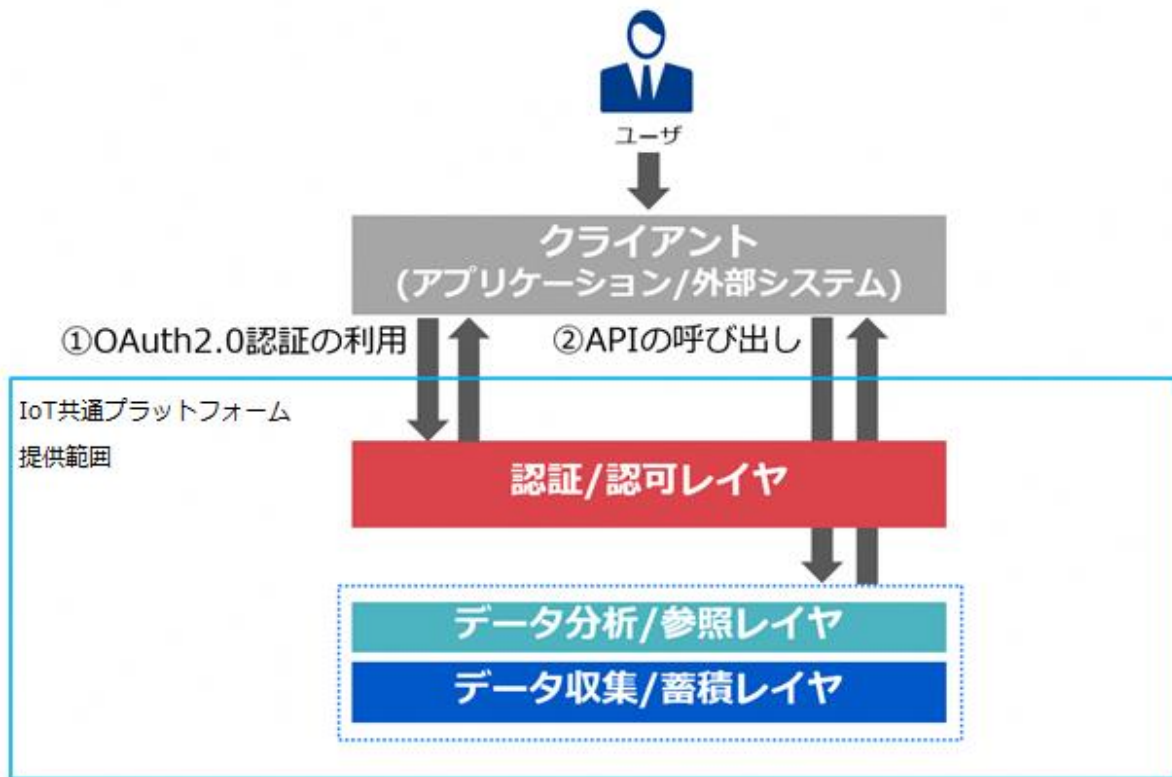 ユーザ
クライアント
(アプリケーション/外部システム)
①OAuth2.0認証の利用
②APIの呼び出し
IoT共通プラットフォーム
提供範囲
認証/認可レイヤ
データ分析/参照レイヤ
データ収集/蓄積レイヤ